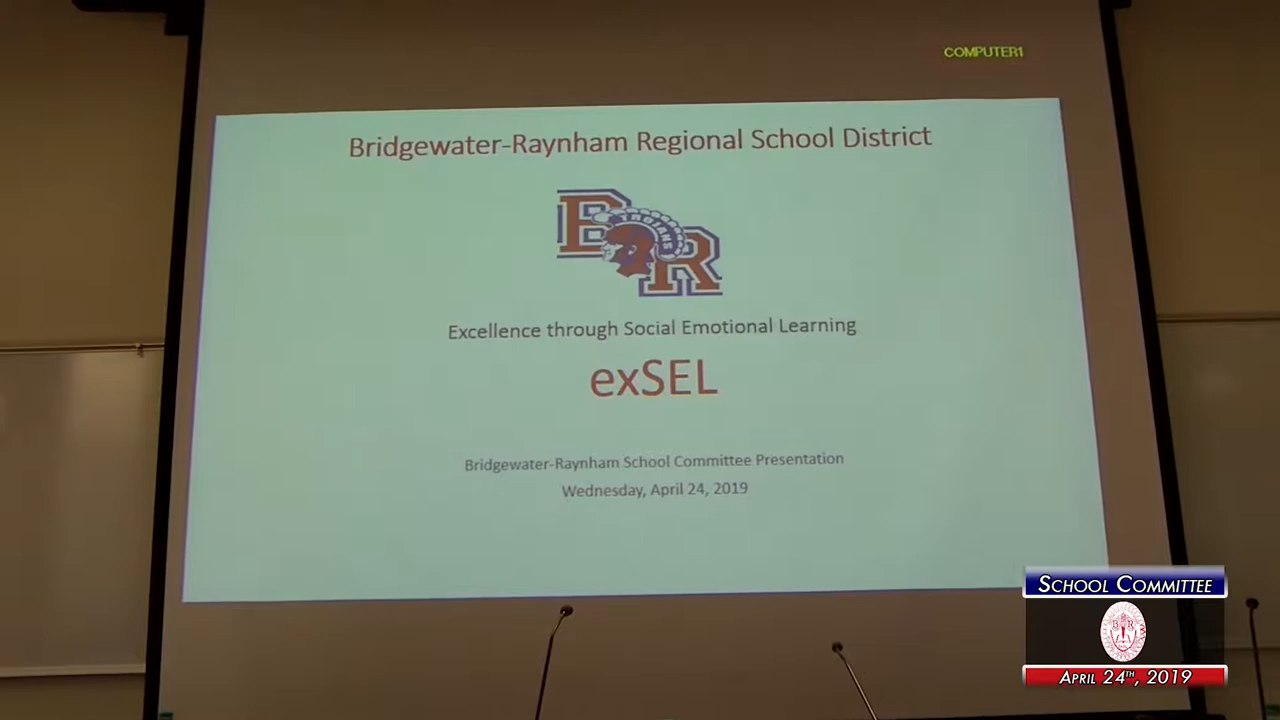 COMPUTER1
Bridgewater-Raynham Regional School District
B
TROJANS
R
Excellence through Social Emotional Learning
exSEL
Bridgewater-Raynham School Committee Presentation
Wednesday, April 24, 2019
School Committee
B R
April 24th, 2019